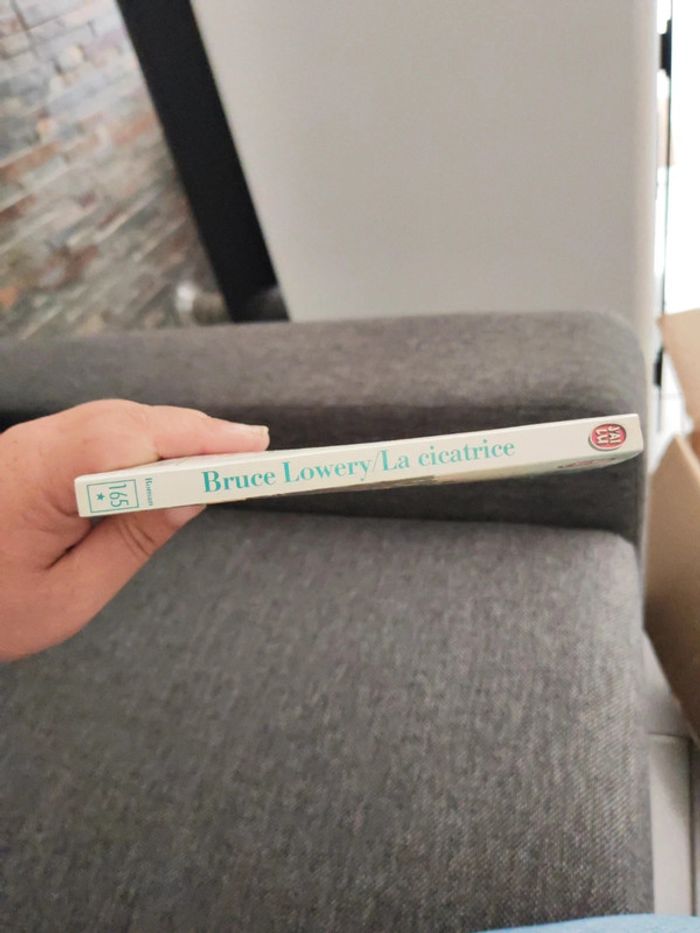 165
★
Roman
Bruce Lowery/La cicatrice
J'AI
LU